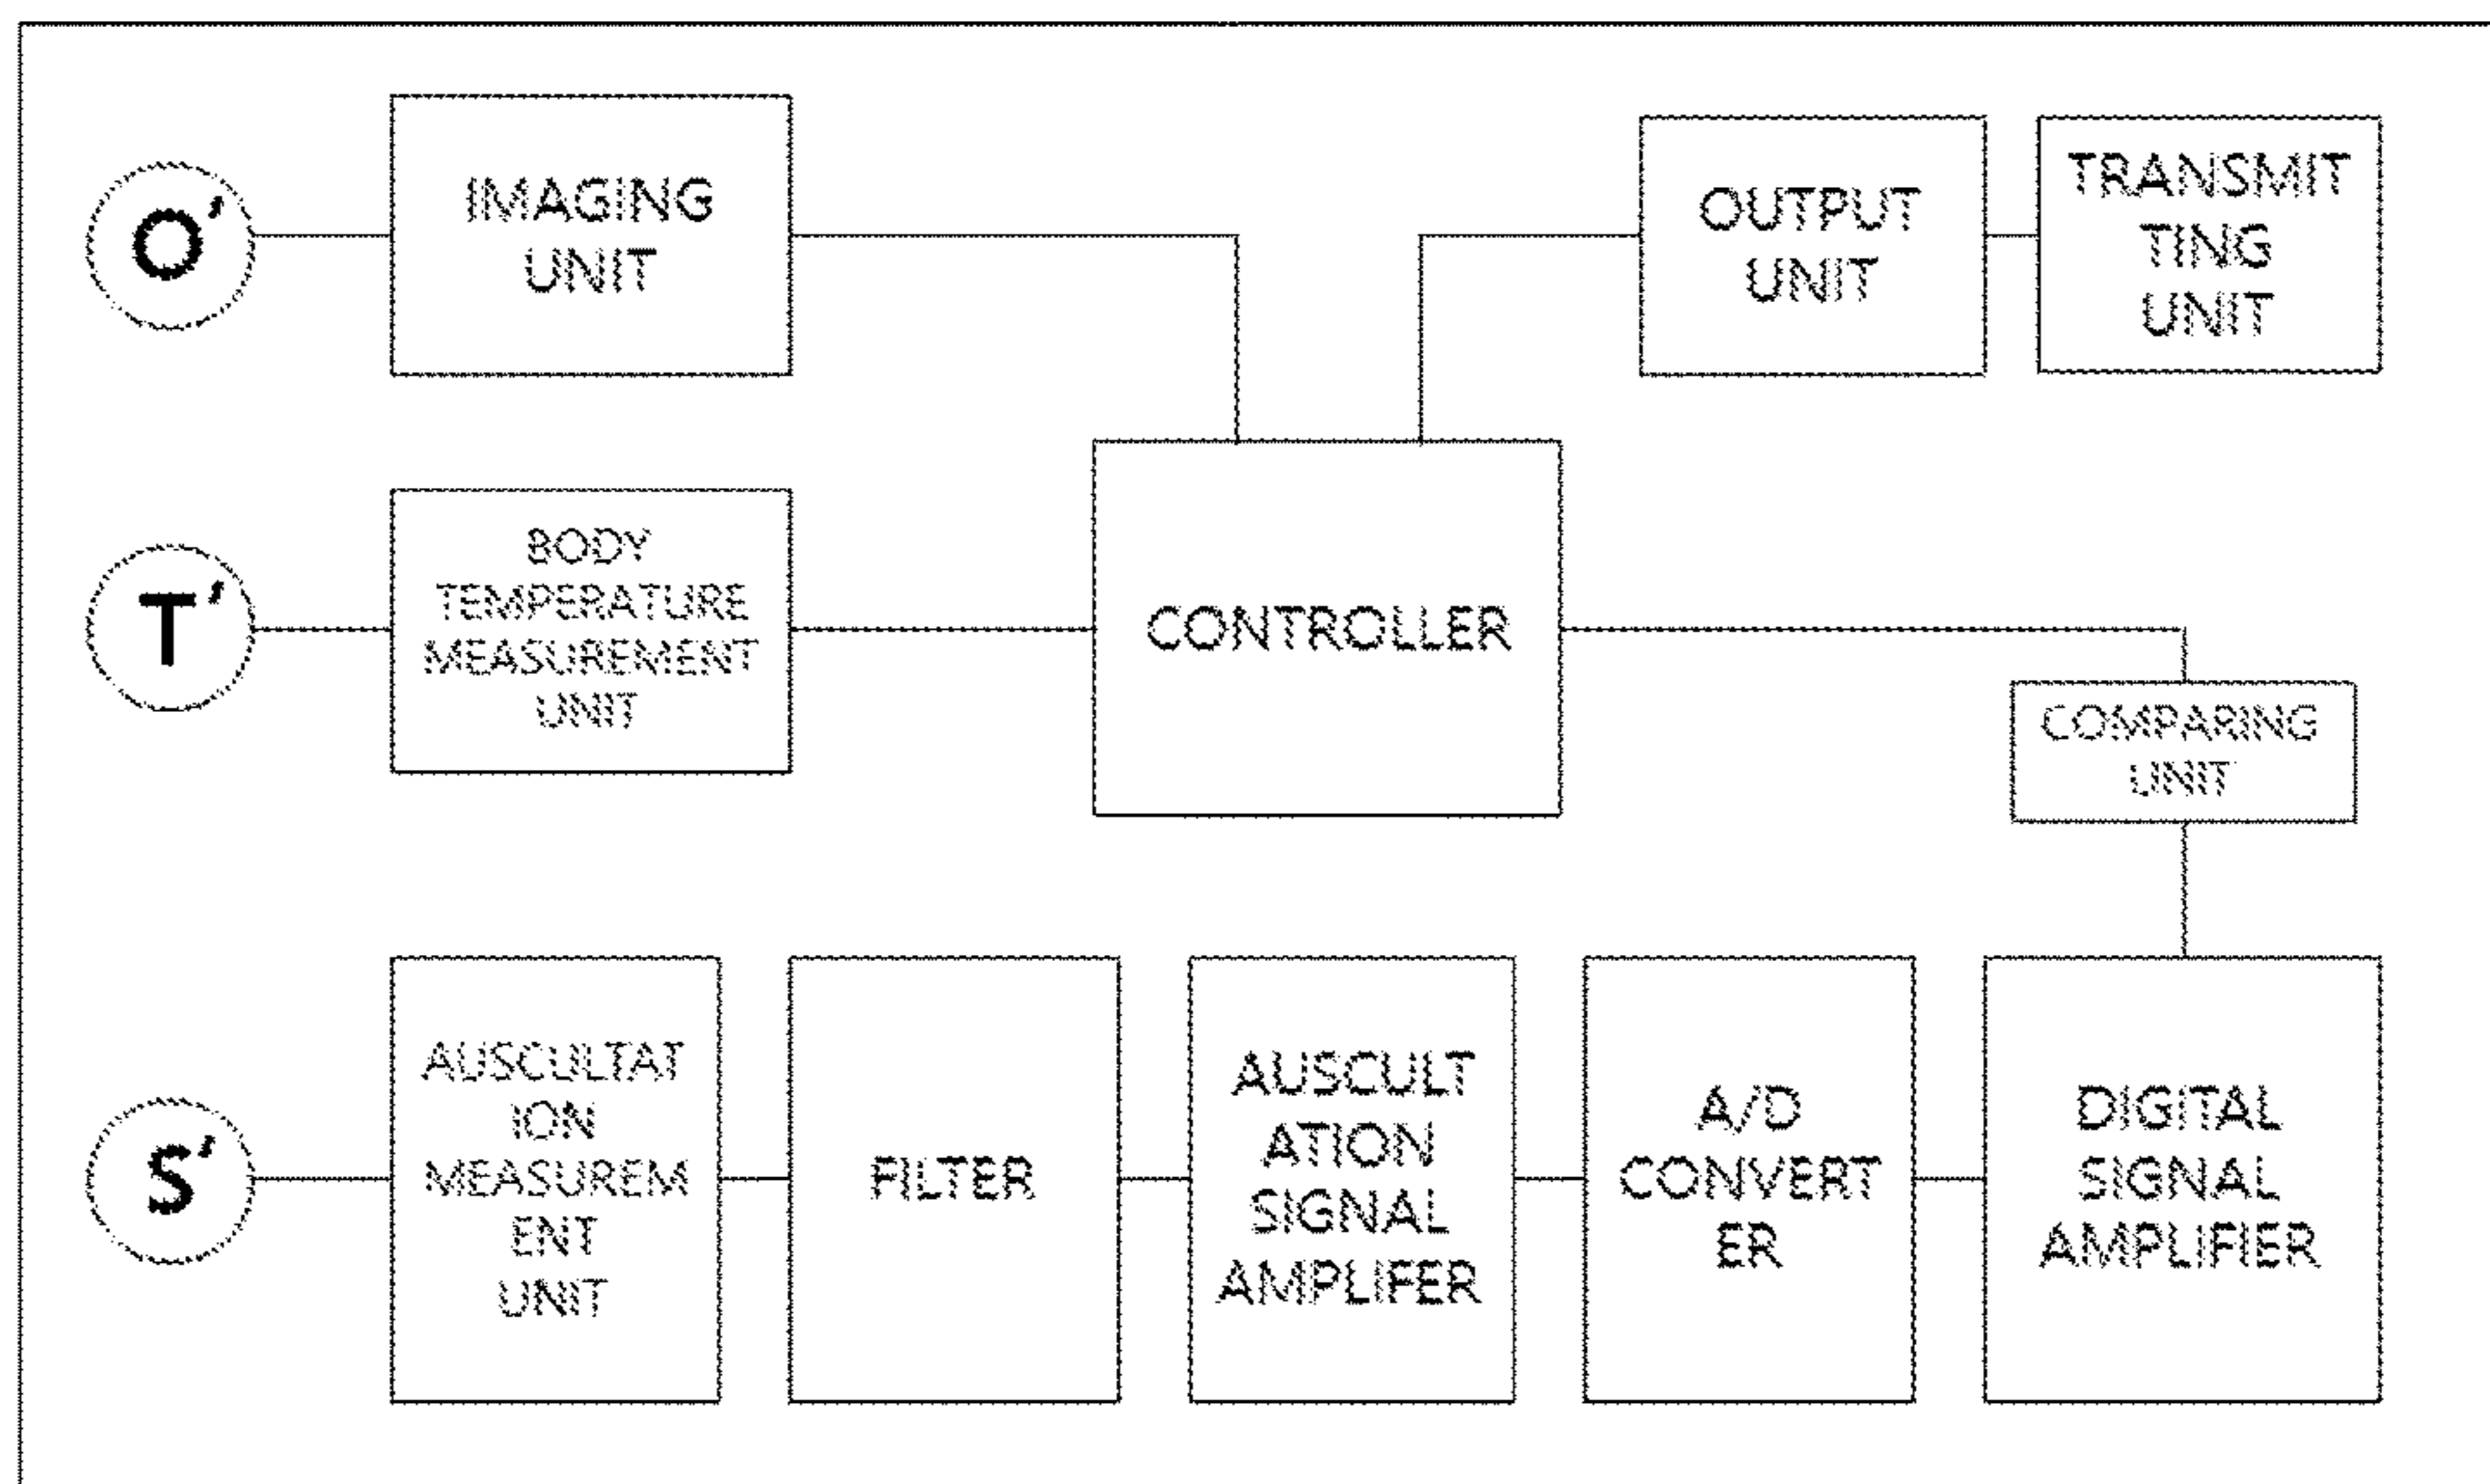 O'
IMAGING
UNIT
OUTPUT
UNIT
TRANSMIT
TING
UNIT
T'
BODY
TEMPERATURE
MEASUREMENT
UNIT
CONTROLLER
COMPARING
UNIT
S'
AUSCULTAT
ION
MEASUREM
ENT
UNIT
FILTER
AUSCULT
ATION
SIGNAL
AMPLIFER
A/D
CONVERT
ER
DIGITAL
SIGNAL
AMPLIFIER